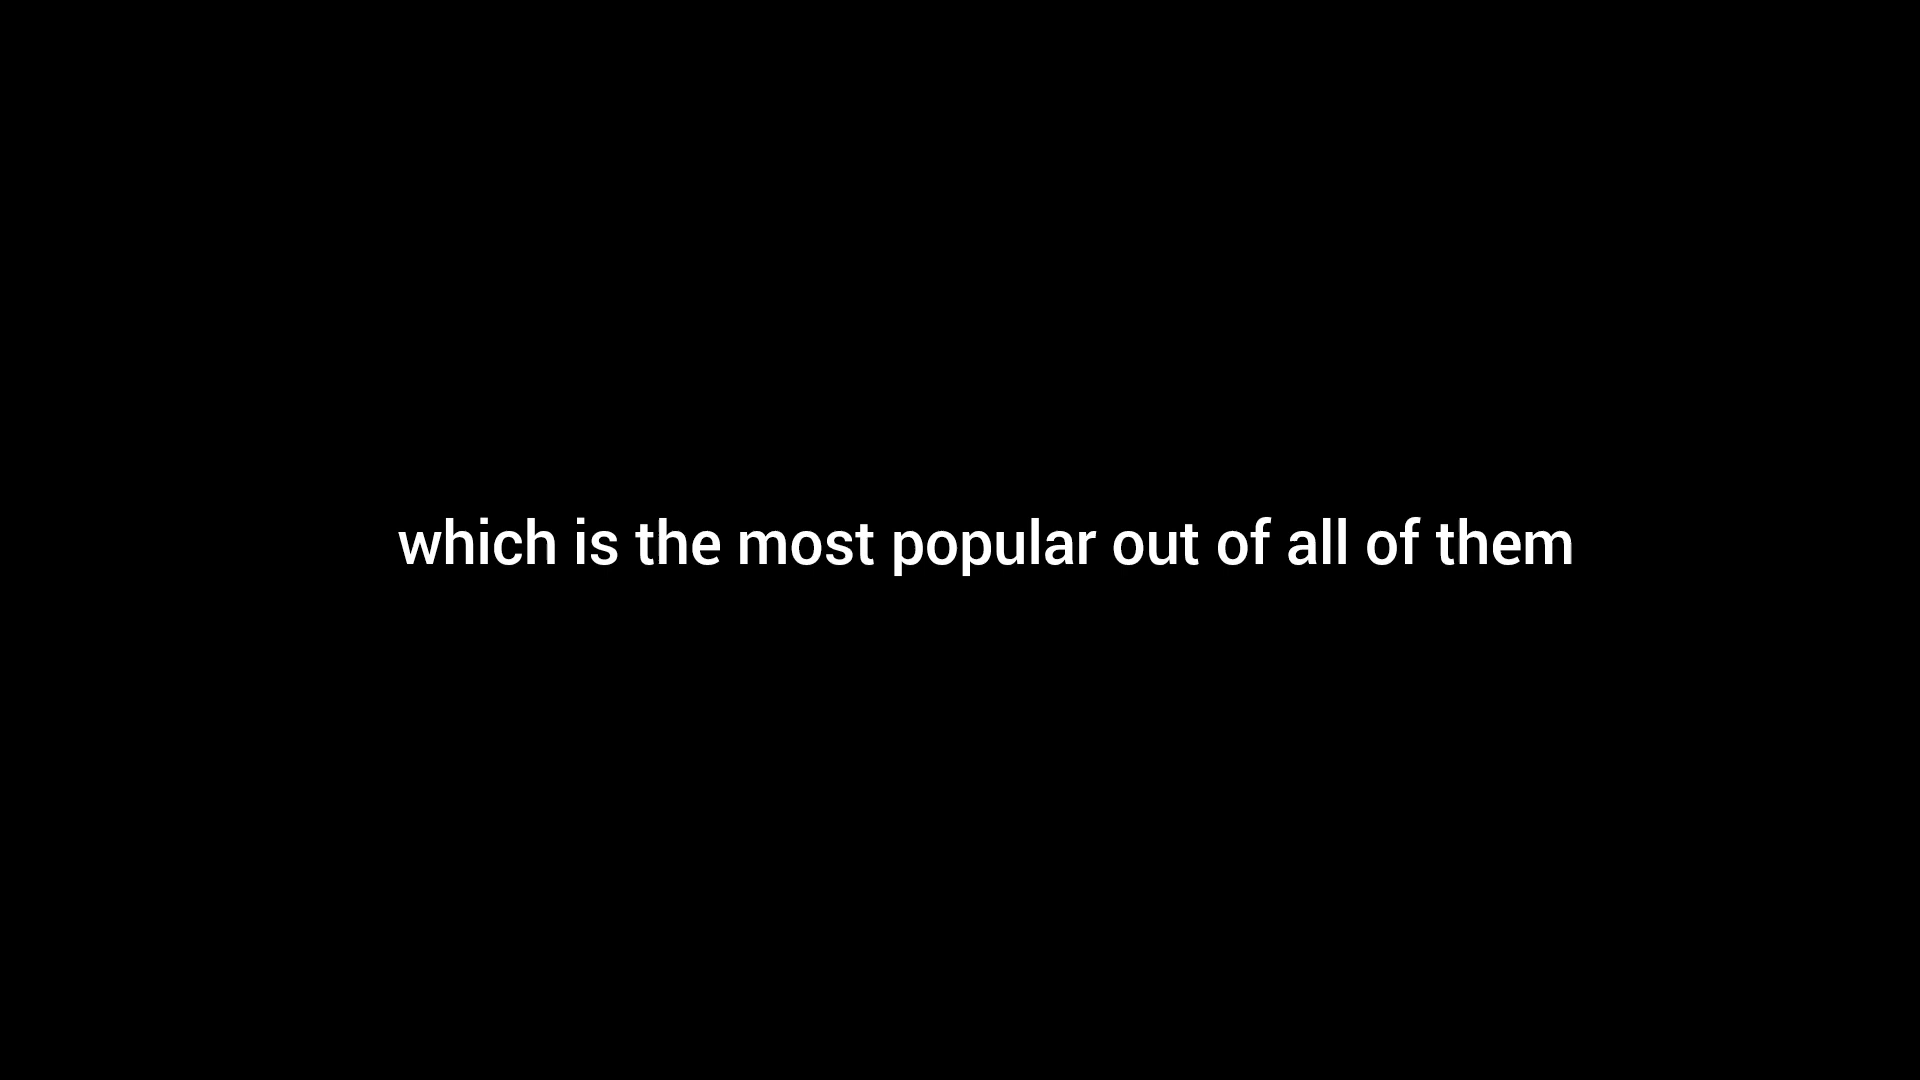 which is the most popular out of all of them